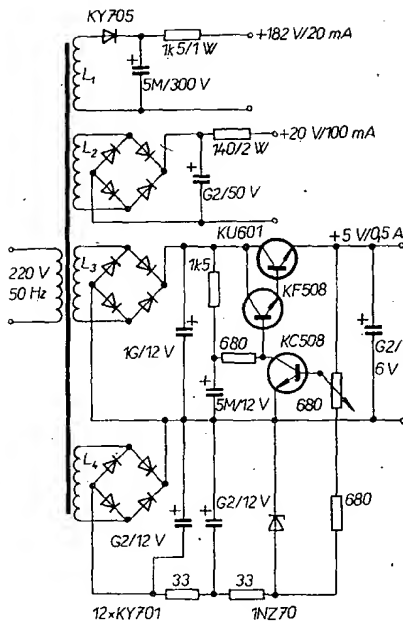 KY705
1k5/1 W
+182 V/20 mA
L1
5M/300 V
L2
140/2 W
+20 V/100 mA
G2/50 V
KU601
+5 V/0,5 A
220 V
50 Hz
L3
1k5
KF508
KC508
1G/12 V
680
G2/
6 V
5M/12 V
680
L4
G2/12 V
G2/12 V
680
33
33
12×KY701
1NZ70